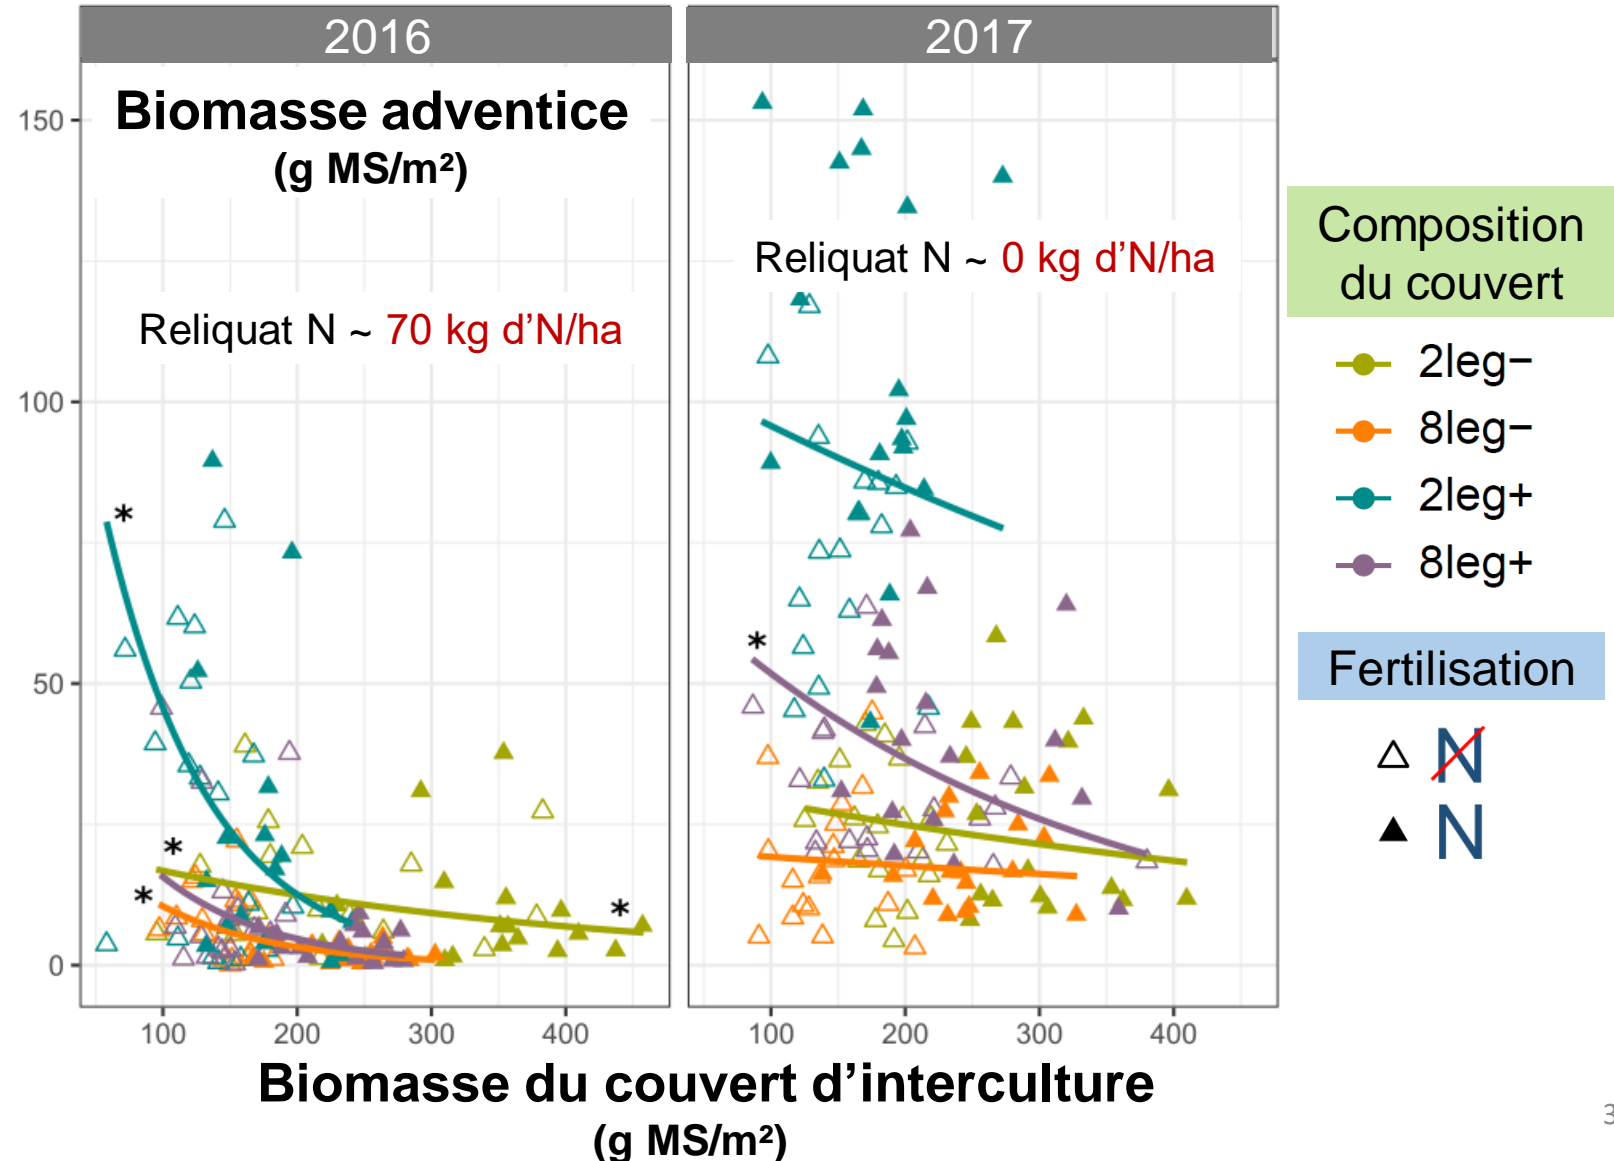 2016
2017
Biomasse adventice
(g MS/m²)
Reliquat N ~ 70 kg d’N/ha
Reliquat N ~ 0 kg d’N/ha
150
100
50
0
*
*
*
*
*
100 200 300 400
100 200 300 400
Biomasse du couvert d’interculture
(g MS/m²)
Composition
du couvert
2leg−
8leg−
2leg+
8leg+
Fertilisation
N
N
3